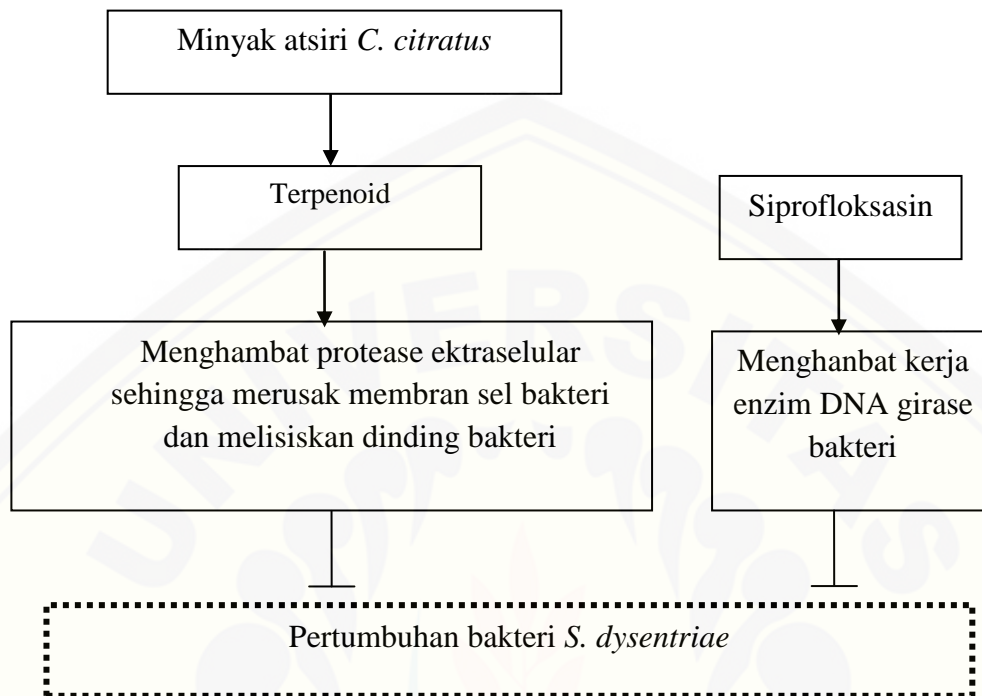 Minyak atsiri C. citratus
Terpenoid
Siprofloksasin
Menghambat protease ektraselular
sehingga merusak membran sel bakteri
dan melisiskan dinding bakteri
Menghanbat kerja
enzim DNA girase
bakteri
Pertumbuhan bakteri S. dysentriae
UNIVERSITAS